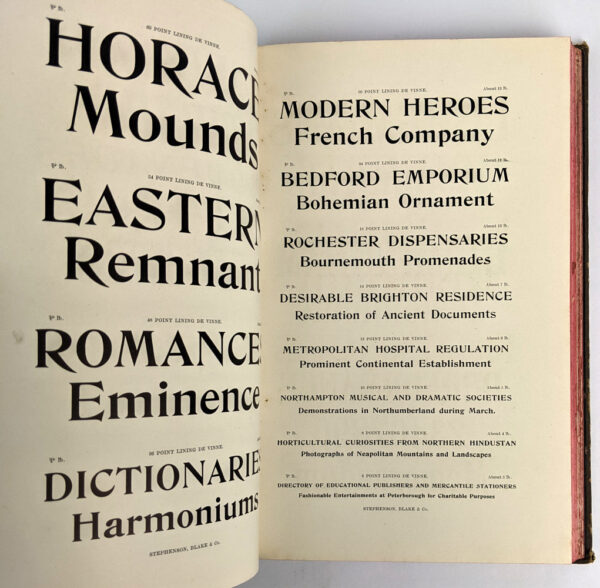 ℔ lb.
60 POINT LINING DE VINNE.
HORACE
Mounds
℔ lb.
54 POINT LINING DE VINNE.
EASTERN
Remnant
℔ lb.
48 POINT LINING DE VINNE.
ROMANCES
Eminence
℔ lb.
36 POINT LINING DE VINNE.
DICTIONARIES
Harmoniums
STEPHENSON, BLAKE & Co.
30 POINT LINING DE VINNE.
MODERN HEROES
French Company
24 POINT LINING DE VINNE.
BEDFORD EMPORIUM
Bohemian Ornament
18 POINT LINING DE VINNE.
ROCHESTER DISPENSARIES
Bournemouth Promenades
POINT LINING DE VINNE.
DESIRABLE BRIGHTON RESIDENCE
Restoration of Ancient Documents
12 POINT LINING DE VINNE.
METROPOLITAN HOSPITAL REGULATION
Prominent Continental Establishment
10 POINT LINING DE VINNE.
NORTHAMPTON MUSICAL AND DRAMATIC SOCIETIES
Demonstrations in Northumberland during March.
8 POINT LINING DE VINNE.
HORTICULTURAL CURIOSITIES FROM NORTHERN HINDUSTAN
Photographs of Neapolitan Mountains and Landscapes
6 POINT LINING DE VINNE.
DIRECTORY OF EDUCATIONAL PUBLISHERS AND MERCANTILE STATIONERS
Fashionable Entertainments at Peterborough for Charitable Purposes
STEPHENSON, BLAKE & Co.